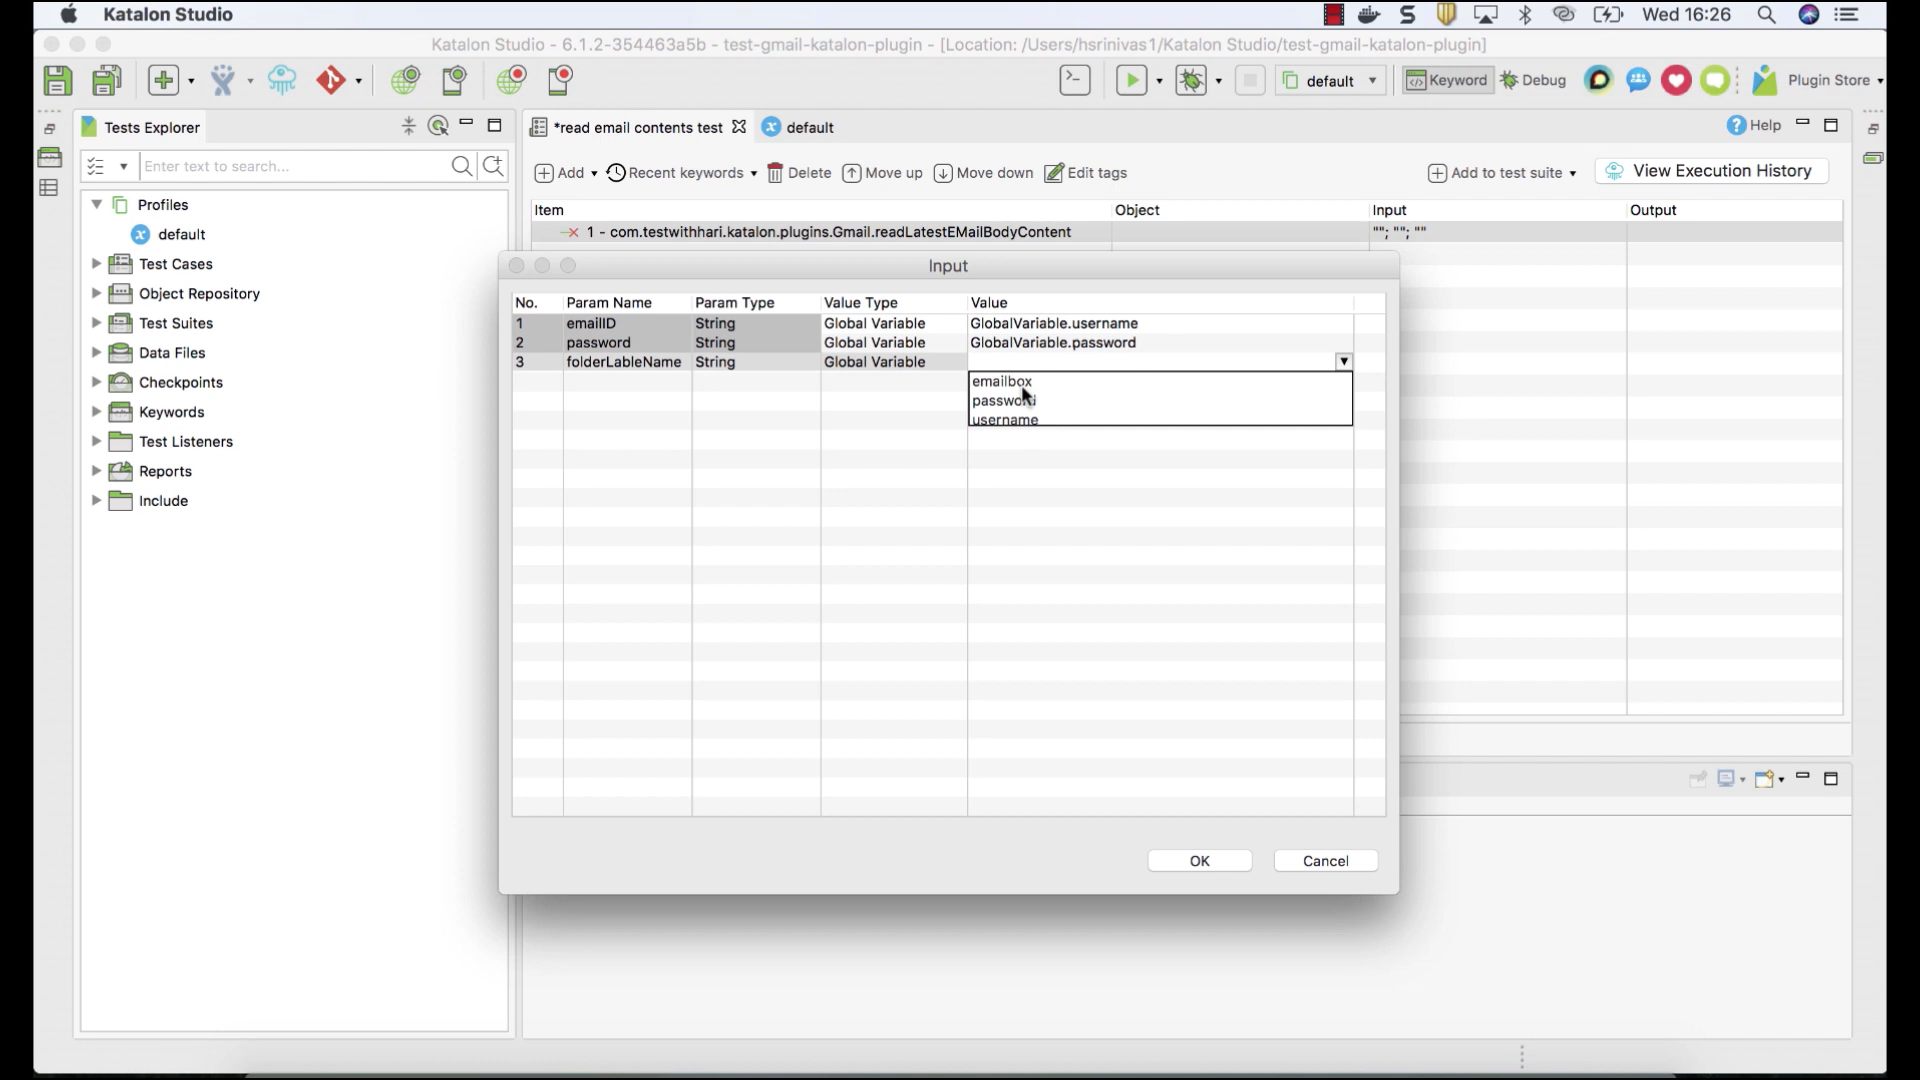 Katalon Studio
Wed 16:26
Katalon Studio - 6.1.2-354463a5b - test-gmail-katalon-plugin - [Location: /Users/hsrinivas1/Katalon Studio/test-gmail-katalon-plugin]
default
Keyword
Debug
Plugin Store
Tests Explorer
*read email contents test
default
Help
Enter text to search...
Add
Recent keywords
Delete
Move up
Move down
Edit tags
Add to test suite
View Execution History
Profiles
default
Test Cases
Object Repository
Test Suites
Data Files
Checkpoints
Keywords
Test Listeners
Reports
Include
Item
Object
Input
Output
1 - com.testwithhari.katalon.plugins.Gmail.readLatestEMailBodyContent
""; ""; ""
Input
No.
Param Name
Param Type
Value Type
Value
1
emailID
String
Global Variable
GlobalVariable.username
2
password
String
Global Variable
GlobalVariable.password
3
folderLableName
String
Global Variable
emailbox
password
username
OK
Cancel